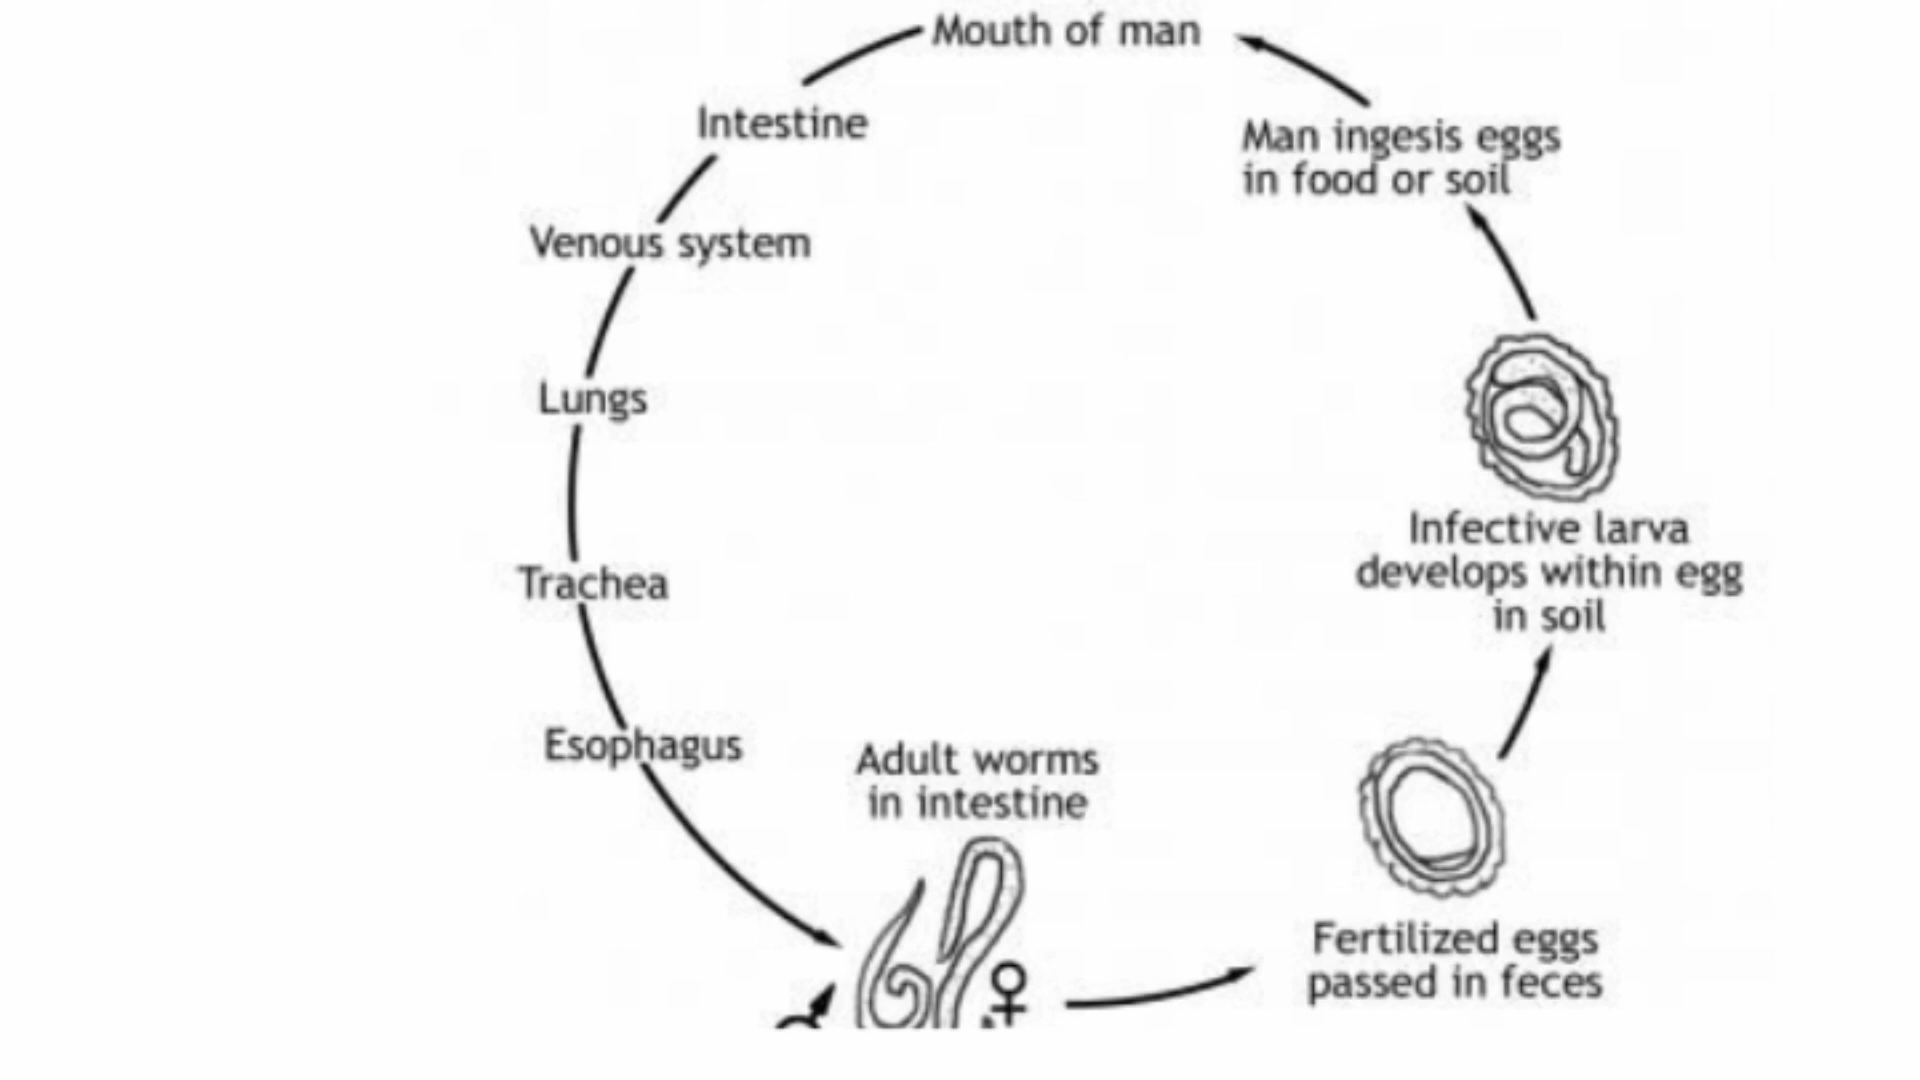 Mouth of man
Intestine
Man ingesis eggs
in food or soil
Venous system
Lungs
Infective larva
develops within egg
in soil
Trachea
Esophagus
Adult worms
in intestine
Fertilized eggs
passed in feces